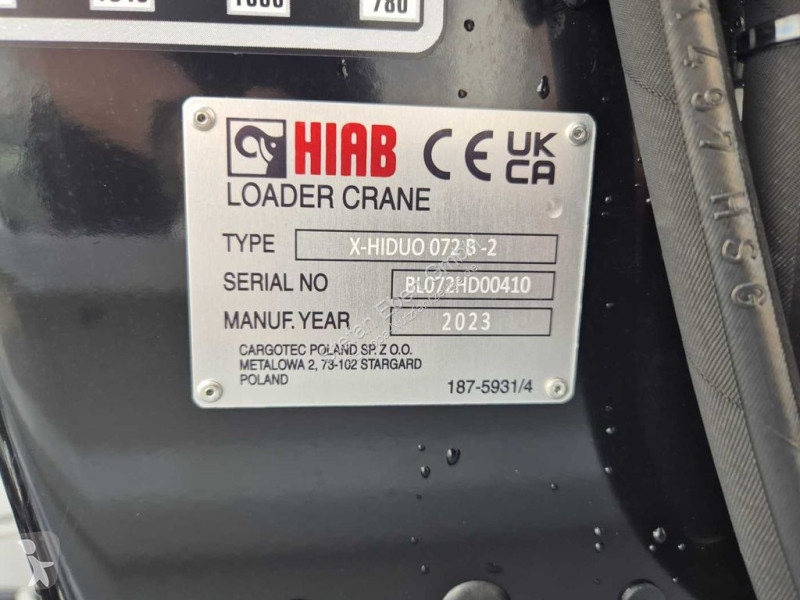 780
HIAB CE UK CA
LOADER CRANE
TYPE X-HIDUO 072 B -2
SERIAL NO BL072HD00410
MANUF. YEAR 2023
CARGOTEC POLAND SP. Z O.O.
METALOWA 2, 73-102 STARGARD
POLAND
187-5931/4